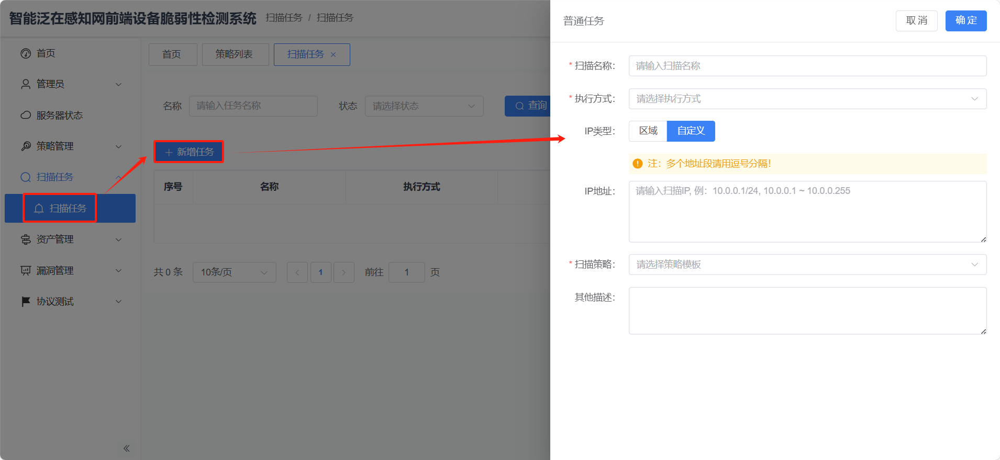 智能泛在感知网前端设备脆弱性检测系统 扫描任务 / 扫描任务
首页
管理员
服务器状态
策略管理
扫描任务
扫描任务
资产管理
漏洞管理
协议测试
首页 策略列表 扫描任务
名称 请输入任务名称 状态 请选择状态 查询
新增任务
序号 名称 执行方式
共 0 条 10条/页 1 前往 1 页
普通任务 取消 确定
* 扫描名称： 请输入扫描名称
* 执行方式： 请选择执行方式
IP类型： 区域 自定义
注：多个地址段请用逗号分隔！
IP地址： 请输入扫描IP, 例：10.0.0.1/24, 10.0.0.1 ~ 10.0.0.255
* 扫描策略： 请选择策略模板
其他描述：